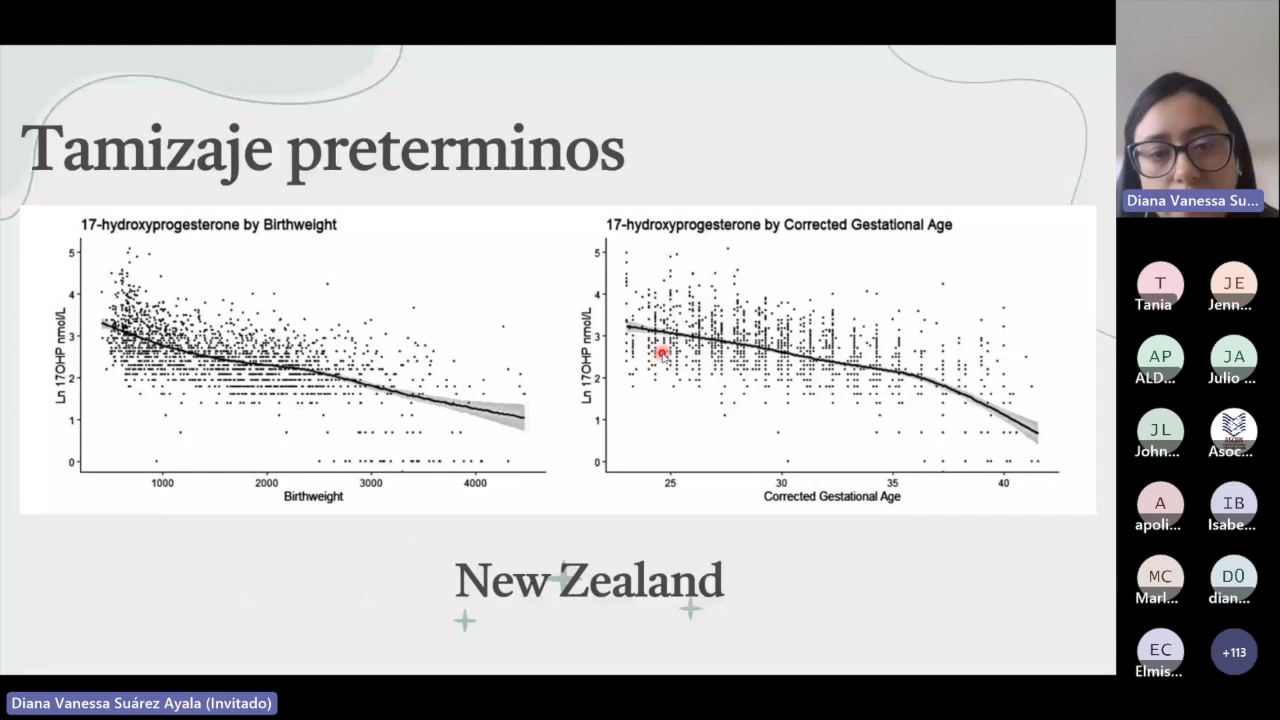 Tamizaje preterminos
17-hydroxyprogesterone by Birthweight
5
4
3
2
1
0
Ln 17OHP nmol/L
1000 2000 3000 4000
Birthweight
17-hydroxyprogesterone by Corrected Gestational Age
5
4
3
2
1
0
Ln 17OHP nmol/L
25 30 35 40
Corrected Gestational Age
New Zealand
Diana Vanessa Su...
T
Tania
JE
Jenn...
AP
ALD...
JA
Julio ...
JL
John...
Asoc...
A
apoli...
IB
Isabe...
MC
Marl...
D0
dian...
EC
Elmis...
+113
Diana Vanessa Suárez Ayala (Invitado)